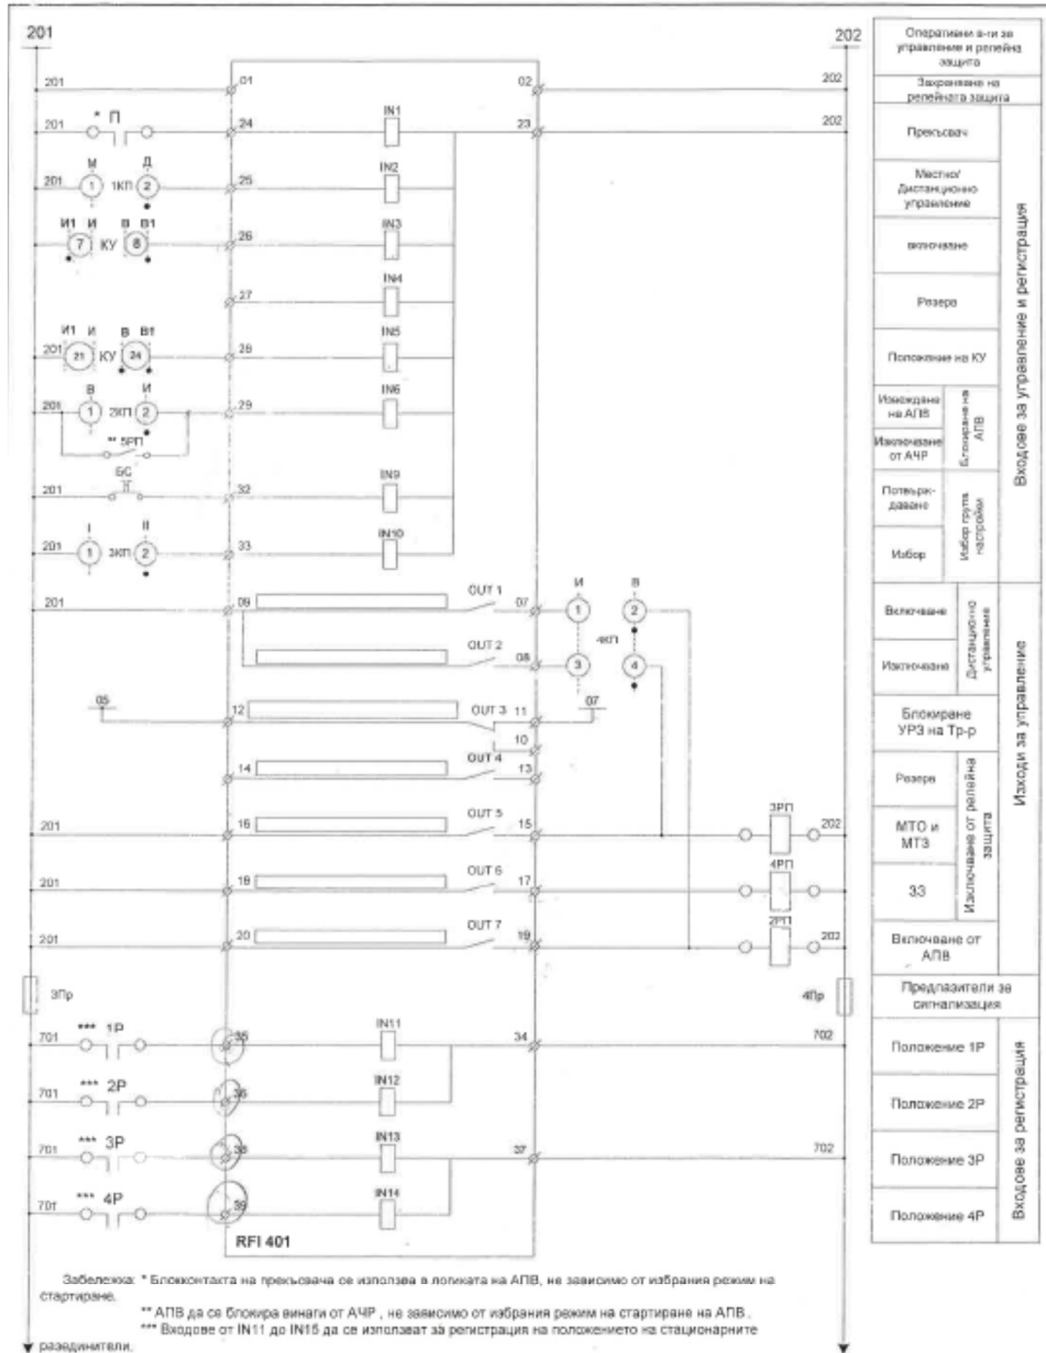 201
202
Оперативни в-ги за
управление и релейна
защита
201
01
02
202
Захранване на
релейната защита
* П
201
24
IN1
23
202
Прекъсвач
М
Д
201
1
1КП
2
25
IN2
Местно/
Дистанционно
управление
И1 И
В В1
7
КУ
8
26
IN3
включване
27
IN4
Резерв
И1 И
В В1
201
21
КУ
24
28
IN5
Положение на КУ
В
И
201
1
2КП
2
29
IN6
Извеждане
на АПВ
** 5РП
Изключване
от АЧР
Блокиране на
АПВ
БС
201
32
IN9
Потвърж-
даване
I
II
201
1
3КП
2
33
IN10
Избор
Избор група
настройки
Входове за управление и регистрация
201
09
OUT 1
07
И
В
1
2
Включване
OUT 2
08
4КП
3
4
Изключване
Дистанционно
управление
05
12
OUT 3
11
07
10
Блокиране
УРЗ на Тр-р
14
OUT 4
13
Резерв
201
16
OUT 5
15
3РП
202
МТО и
МТЗ
201
18
OUT 6
17
4РП
ЗЗ
Изключване от релейна
защита
201
20
OUT 7
19
2РП
202
Включване от
АПВ
Изходи за управление
3Пр
4Пр
Предпазители за
сигнализация
701
*** 1Р
35
IN11
34
702
Положение 1Р
701
*** 2Р
36
IN12
Положение 2Р
701
*** 3Р
38
IN13
37
702
Положение 3Р
701
*** 4Р
39
IN14
Положение 4Р
Входове за регистрация
RFI 401
Забележка: * Блокконтакта на прекъсвача се използва в логиката на АПВ, не зависимо от избрания режим на
стартиране.
** АПВ да се блокира винаги от АЧР , не зависимо от избрания режим на стартиране на АПВ .
*** Входове от IN11 до IN15 да се използват за регистрация на положението на стационарните
разединители.